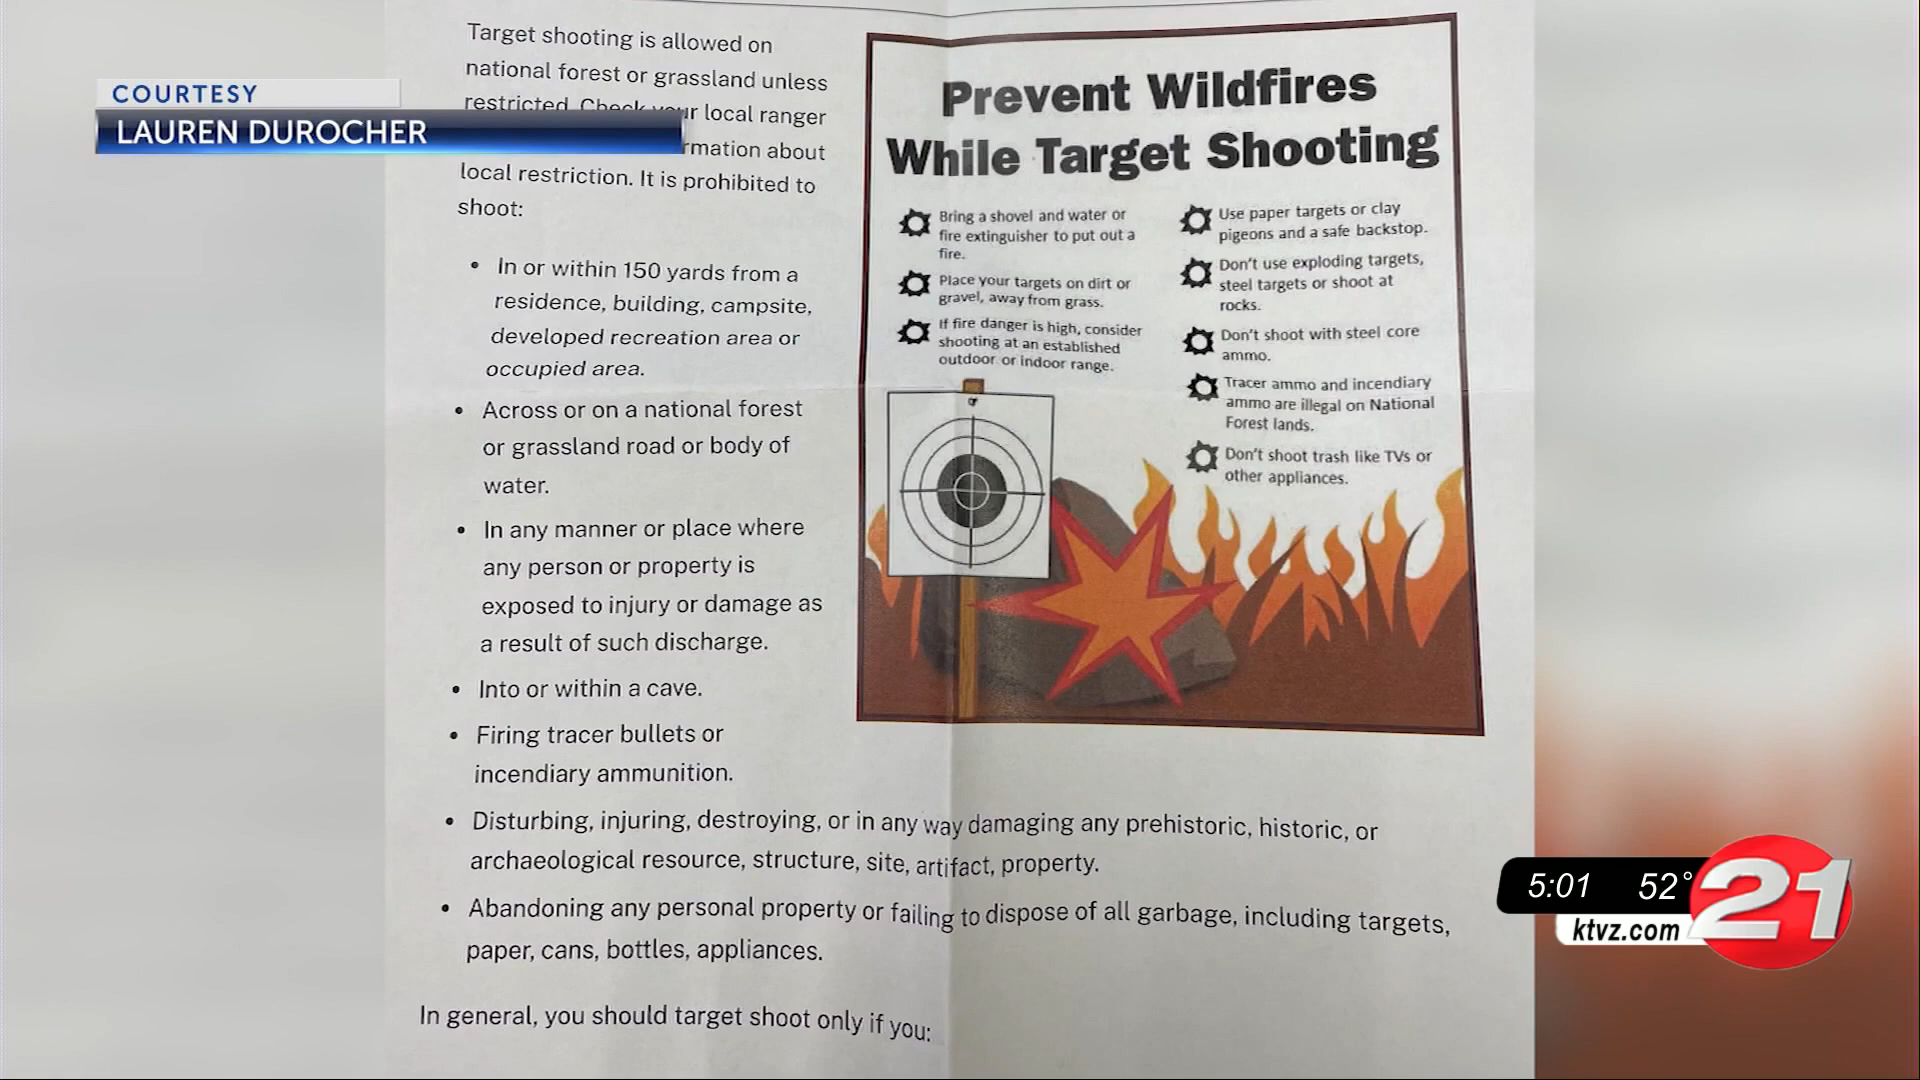 COURTESY
LAUREN DUROCHER
Target shooting is allowed on
national forest or grassland unless
restricted. Check your local ranger
rmation about
local restriction. It is prohibited to
shoot:
• In or within 150 yards from a
residence, building, campsite,
developed recreation area or
occupied area.
• Across or on a national forest
or grassland road or body of
water.
• In any manner or place where
any person or property is
exposed to injury or damage as
a result of such discharge.
• Into or within a cave.
• Firing tracer bullets or
incendiary ammunition.
• Disturbing, injuring, destroying, or in any way damaging any prehistoric, historic, or
archaeological resource, structure, site, artifact, property.
• Abandoning any personal property or failing to dispose of all garbage, including targets,
paper, cans, bottles, appliances.
In general, you should target shoot only if you:
Prevent Wildfires
While Target Shooting
Bring a shovel and water or
fire extinguisher to put out a
fire.
Place your targets on dirt or
gravel, away from grass.
If fire danger is high, consider
shooting at an established
outdoor or indoor range.
Use paper targets or clay
pigeons and a safe backstop.
Don't use exploding targets,
steel targets or shoot at
rocks.
Don't shoot with steel core
ammo.
Tracer ammo and incendiary
ammo are illegal on National
Forest lands.
Don't shoot trash like TVs or
other appliances.
5:01 52°
21
ktvz.com